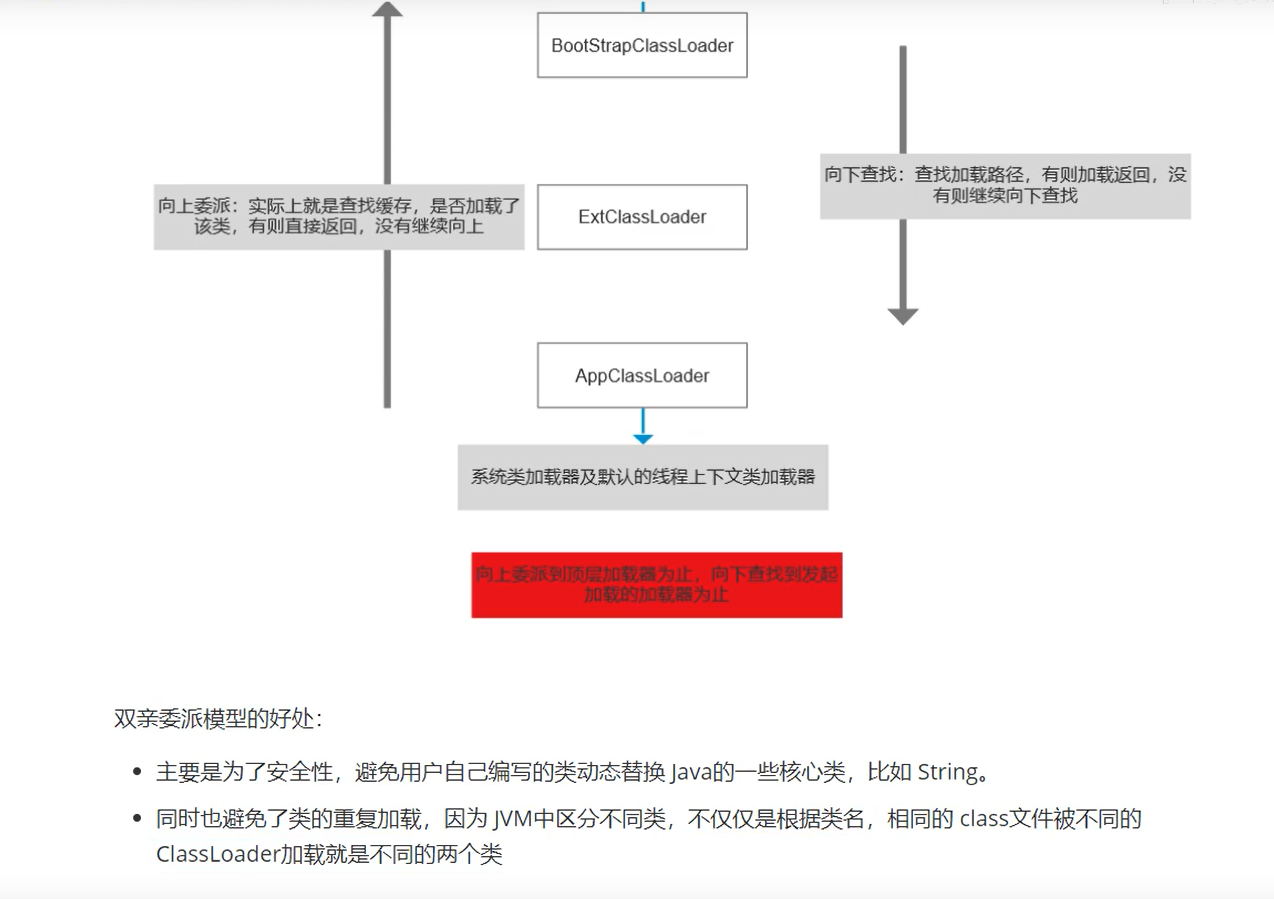 BootStrapClassLoader
向下查找：查找加载路径，有则加载返回，没
有则继续向下查找
向上委派：实际上就是查找缓存，是否加载了
该类，有则直接返回，没有继续向上
ExtClassLoader
AppClassLoader
系统类加载器及默认的线程上下文类加载器
向上委派到顶层加载器为止，向下查找到发起
加载的加载器为止
双亲委派模型的好处：
• 主要是为了安全性，避免用户自己编写的类动态替换 Java的一些核心类，比如 String。
• 同时也避免了类的重复加载，因为 JVM中区分不同类，不仅仅是根据类名，相同的 class文件被不同的
ClassLoader加载就是不同的两个类